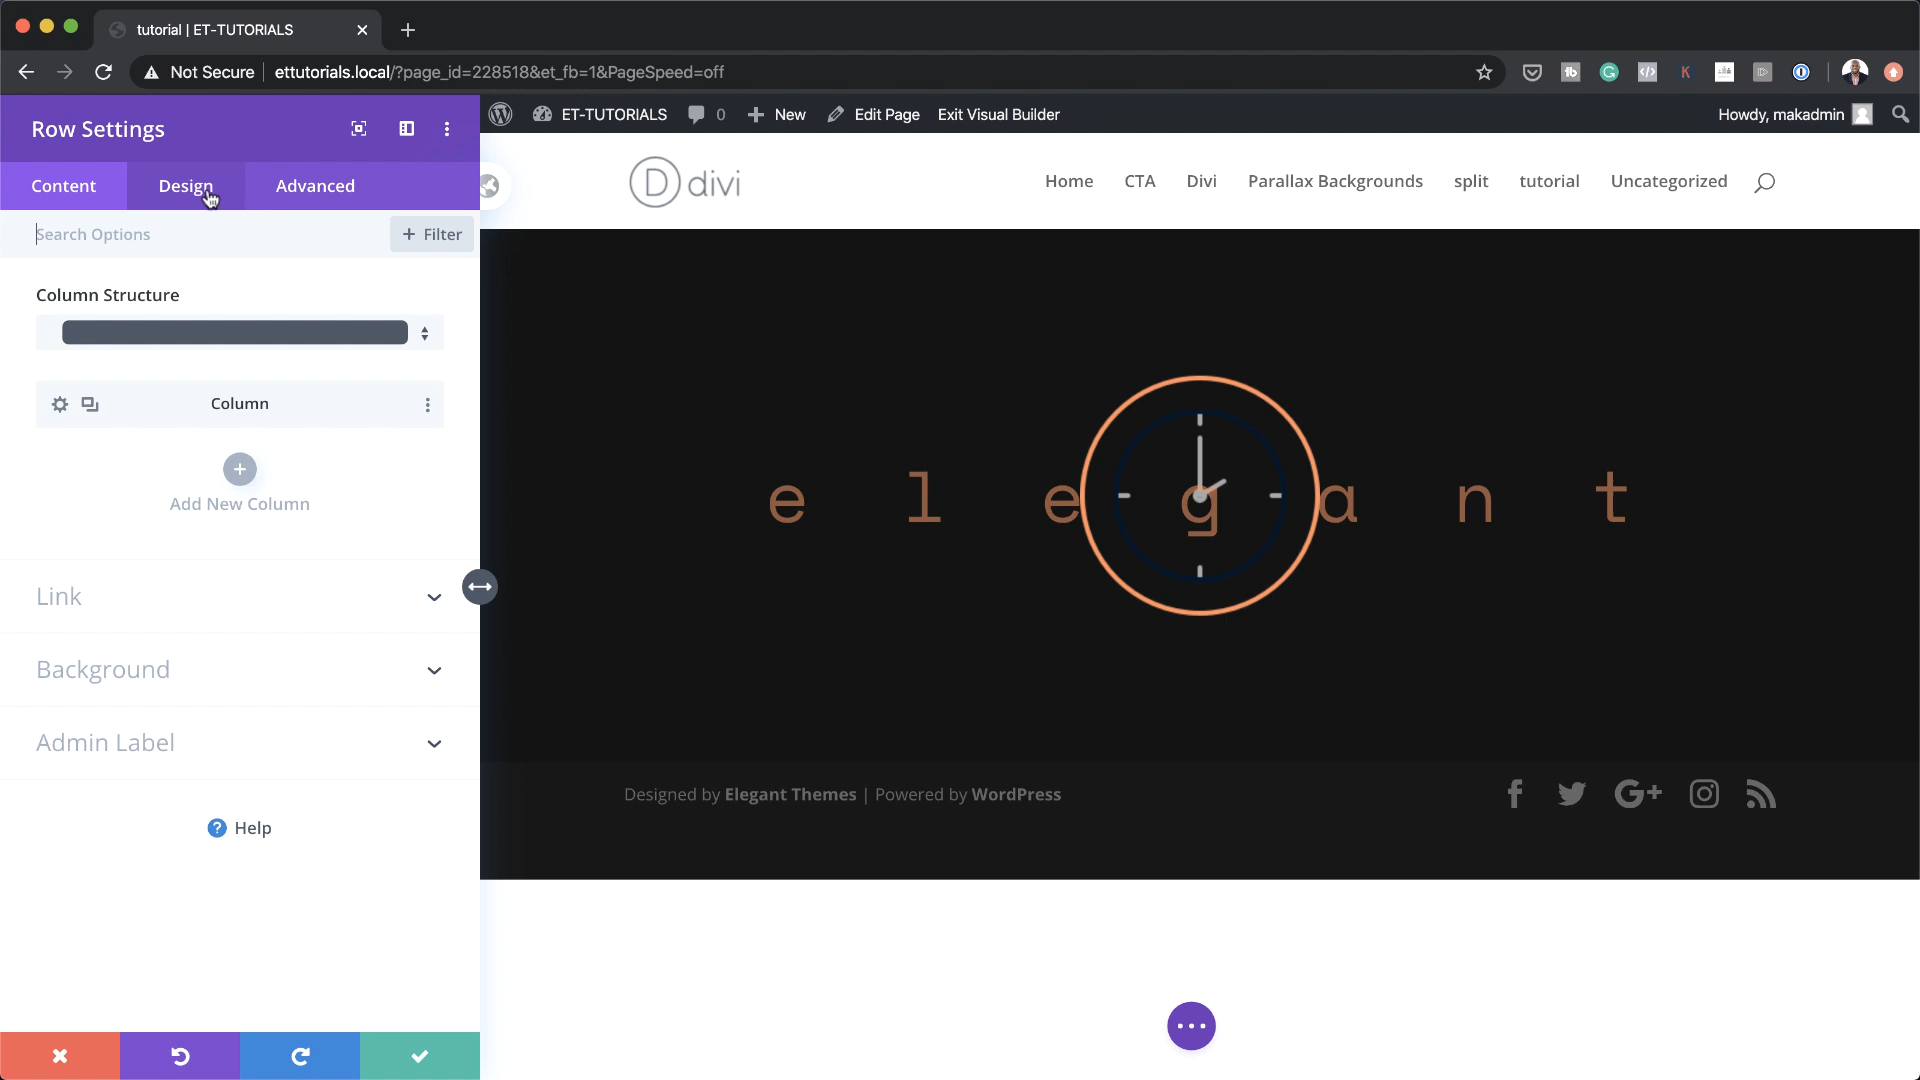 tutorial | ET-TUTORIALS
Not Secure
ettutorials.local/?page_id=228518&et_fb=1&PageSpeed=off
Row Settings
ET-TUTORIALS 0 New Edit Page Exit Visual Builder
Howdy, makadmin
Content Design Advanced
divi
Home CTA Divi Parallax Backgrounds split tutorial Uncategorized
Search Options
+ Filter
Column Structure
Column
Add New Column
e l e g a n t
Link
Background
Admin Label
Designed by Elegant Themes | Powered by WordPress
? Help